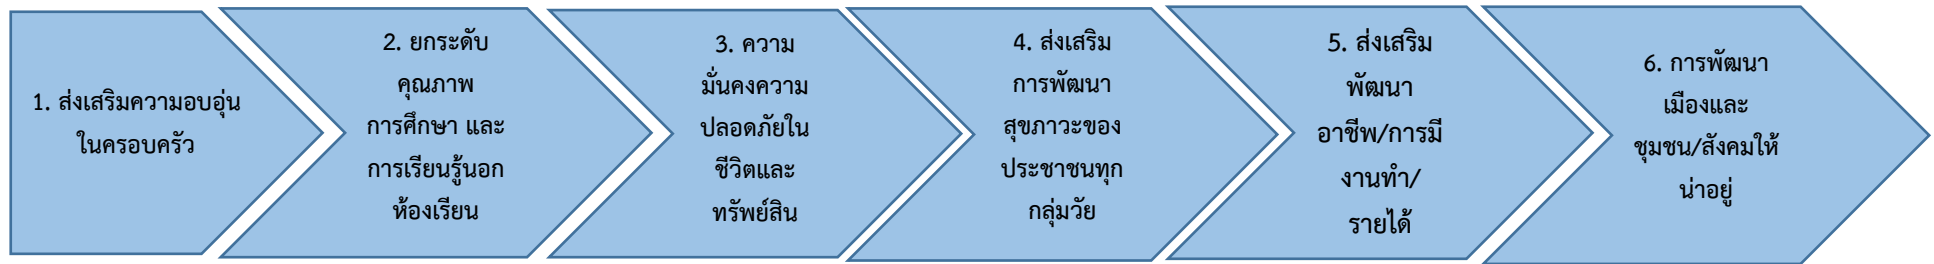 1. ส่งเสริมความอบอุ่น
ในครอบครัว
2. ยกระดับ
คุณภาพ
การศึกษา และ
การเรียนรู้นอก
ห้องเรียน
3. ความ
มั่นคงความ
ปลอดภัยใน
ชีวิตและ
ทรัพย์สิน
4. ส่งเสริม
การพัฒนา
สุขภาวะของ
ประชาชนทุก
กลุ่มวัย
5. ส่งเสริม
พัฒนา
อาชีพ/การมี
งานทำ/
รายได้
6. การพัฒนา
เมืองและ
ชุมชน/สังคมให้
น่าอยู่